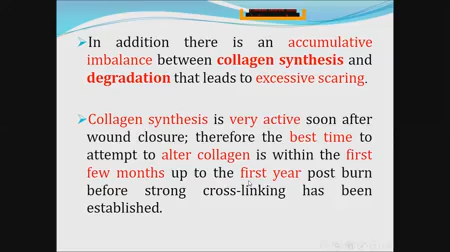 In addition there is an accumulative
imbalance between collagen synthesis and
degradation that leads to excessive scaring.
Collagen synthesis is very active soon after
wound closure; therefore the best time to
attempt to alter collagen is within the first
few months up to the first year post burn
before strong cross-linking has been
established.